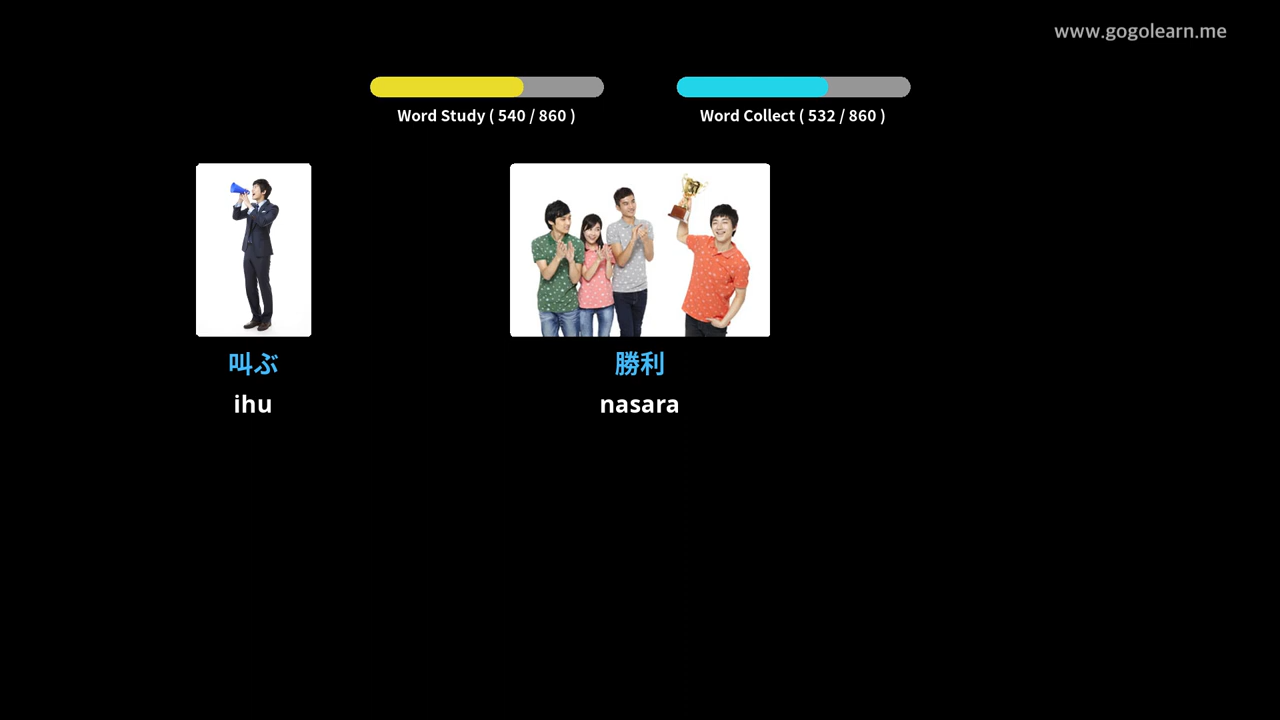 www.gogolearn.me
Word Study ( 540 / 860 )
Word Collect ( 532 / 860 )
叫ぶ
ihu
勝利
nasara